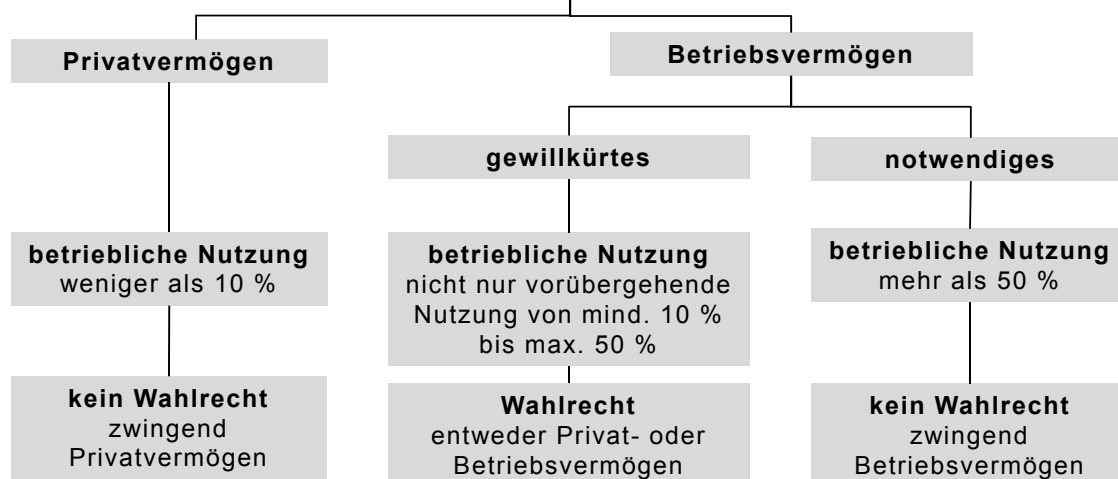 Privatvermögen
Betriebsvermögen
gewillkürtes
notwendiges
betriebliche Nutzung
weniger als 10 %
betriebliche Nutzung
nicht nur vorübergehende
Nutzung von mind. 10 %
bis max. 50 %
betriebliche Nutzung
mehr als 50 %
kein Wahlrecht
zwingend
Privatvermögen
Wahlrecht
entweder Privat- oder
Betriebsvermögen
kein Wahlrecht
zwingend
Betriebsvermögen